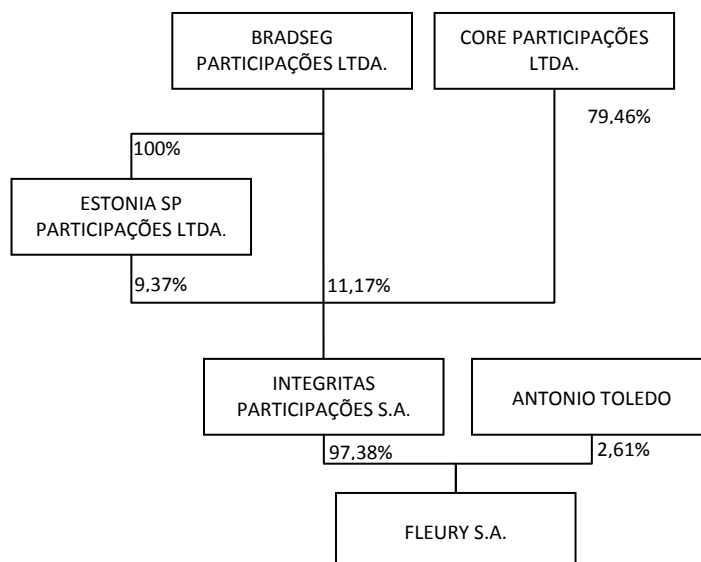 BRADSEG
PARTICIPAÇÕES LTDA.
CORE PARTICIPAÇÕES
LTDA.
79,46%
100%
ESTONIA SP
PARTICIPAÇÕES LTDA.
9,37%
11,17%
INTEGRITAS
PARTICIPAÇÕES S.A.
ANTONIO TOLEDO
97,38%
2,61%
FLEURY S.A.